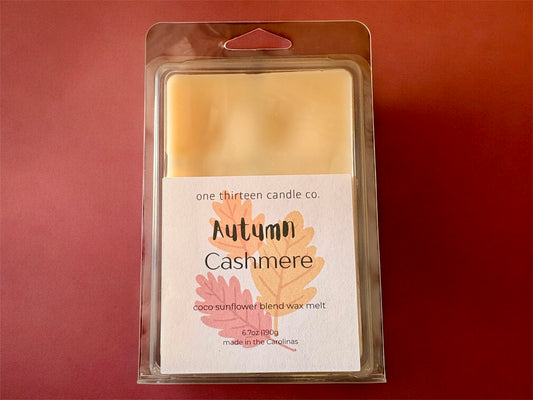 one thirteen candle co.
Autumn
Cashmere
coco sunflower blend wax melt
6.7oz |190g
made in the Carolinas